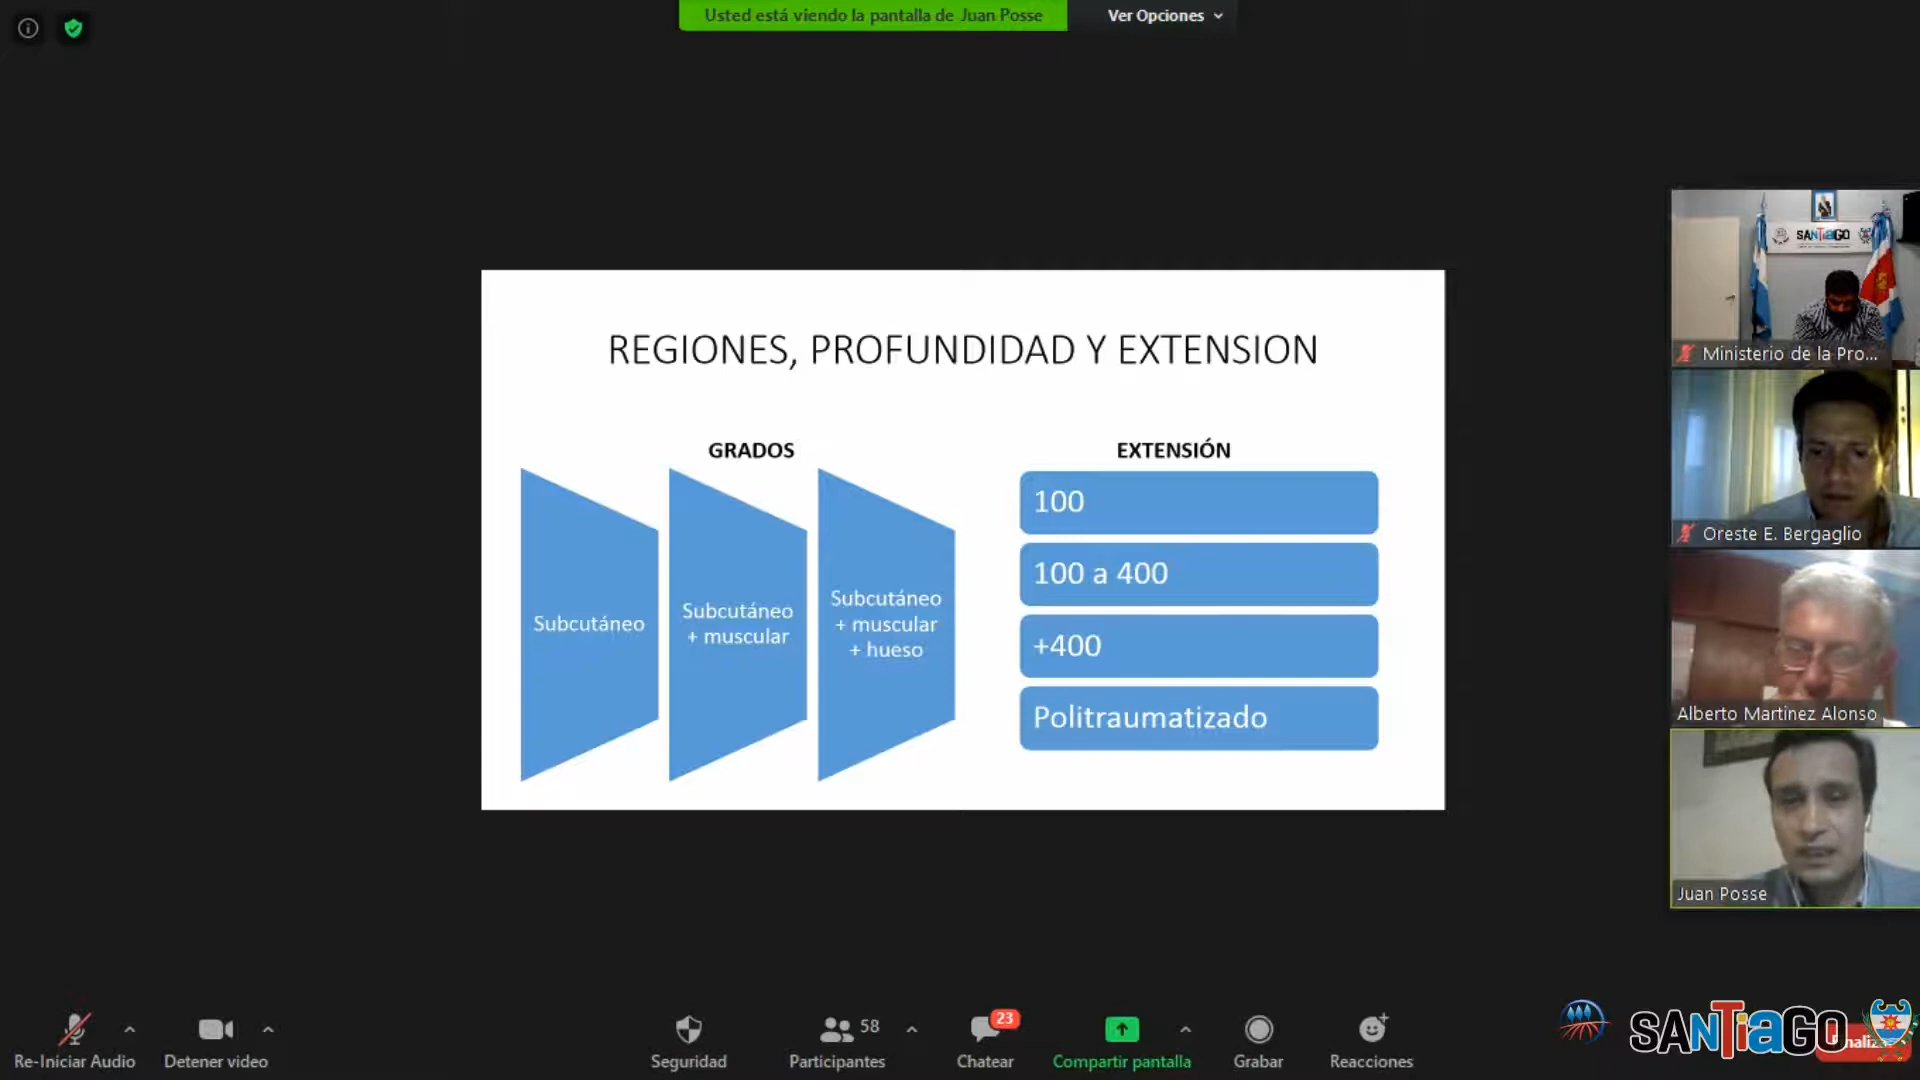 Usted está viendo la pantalla de Juan Posse
Ver Opciones
REGIONES, PROFUNDIDAD Y EXTENSION
GRADOS
Subcutáneo
Subcutáneo
+ muscular
Subcutáneo
+ muscular
+ hueso
EXTENSIÓN
100
100 a 400
+400
Politraumatizado
SANTIAGO
Ministerio de la Pro...
Oreste E. Bergaglio
Alberto Martinez Alonso
Juan Posse
Re-Iniciar Audio
Detener video
Seguridad
58
Participantes
23
Chatear
Compartir pantalla
Grabar
Reacciones
SANTIAGO